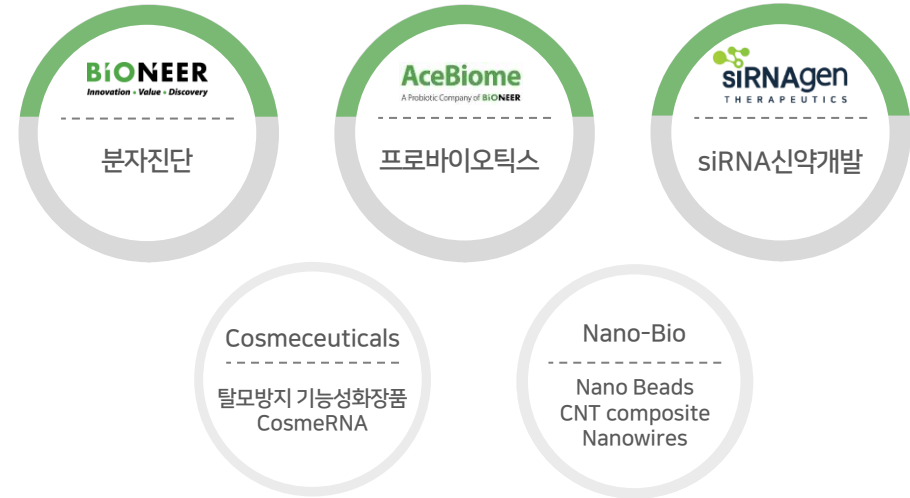 BiONEER
Innovation • Value • Discovery
분자진단
AceBiome
A Probiotic Company of BiONEER
프로바이오틱스
siRNAgen
THERAPEUTICS
siRNA신약개발
Cosmeceuticals
탈모방지 기능성화장품
CosmeRNA
Nano-Bio
Nano Beads
CNT composite
Nanowires